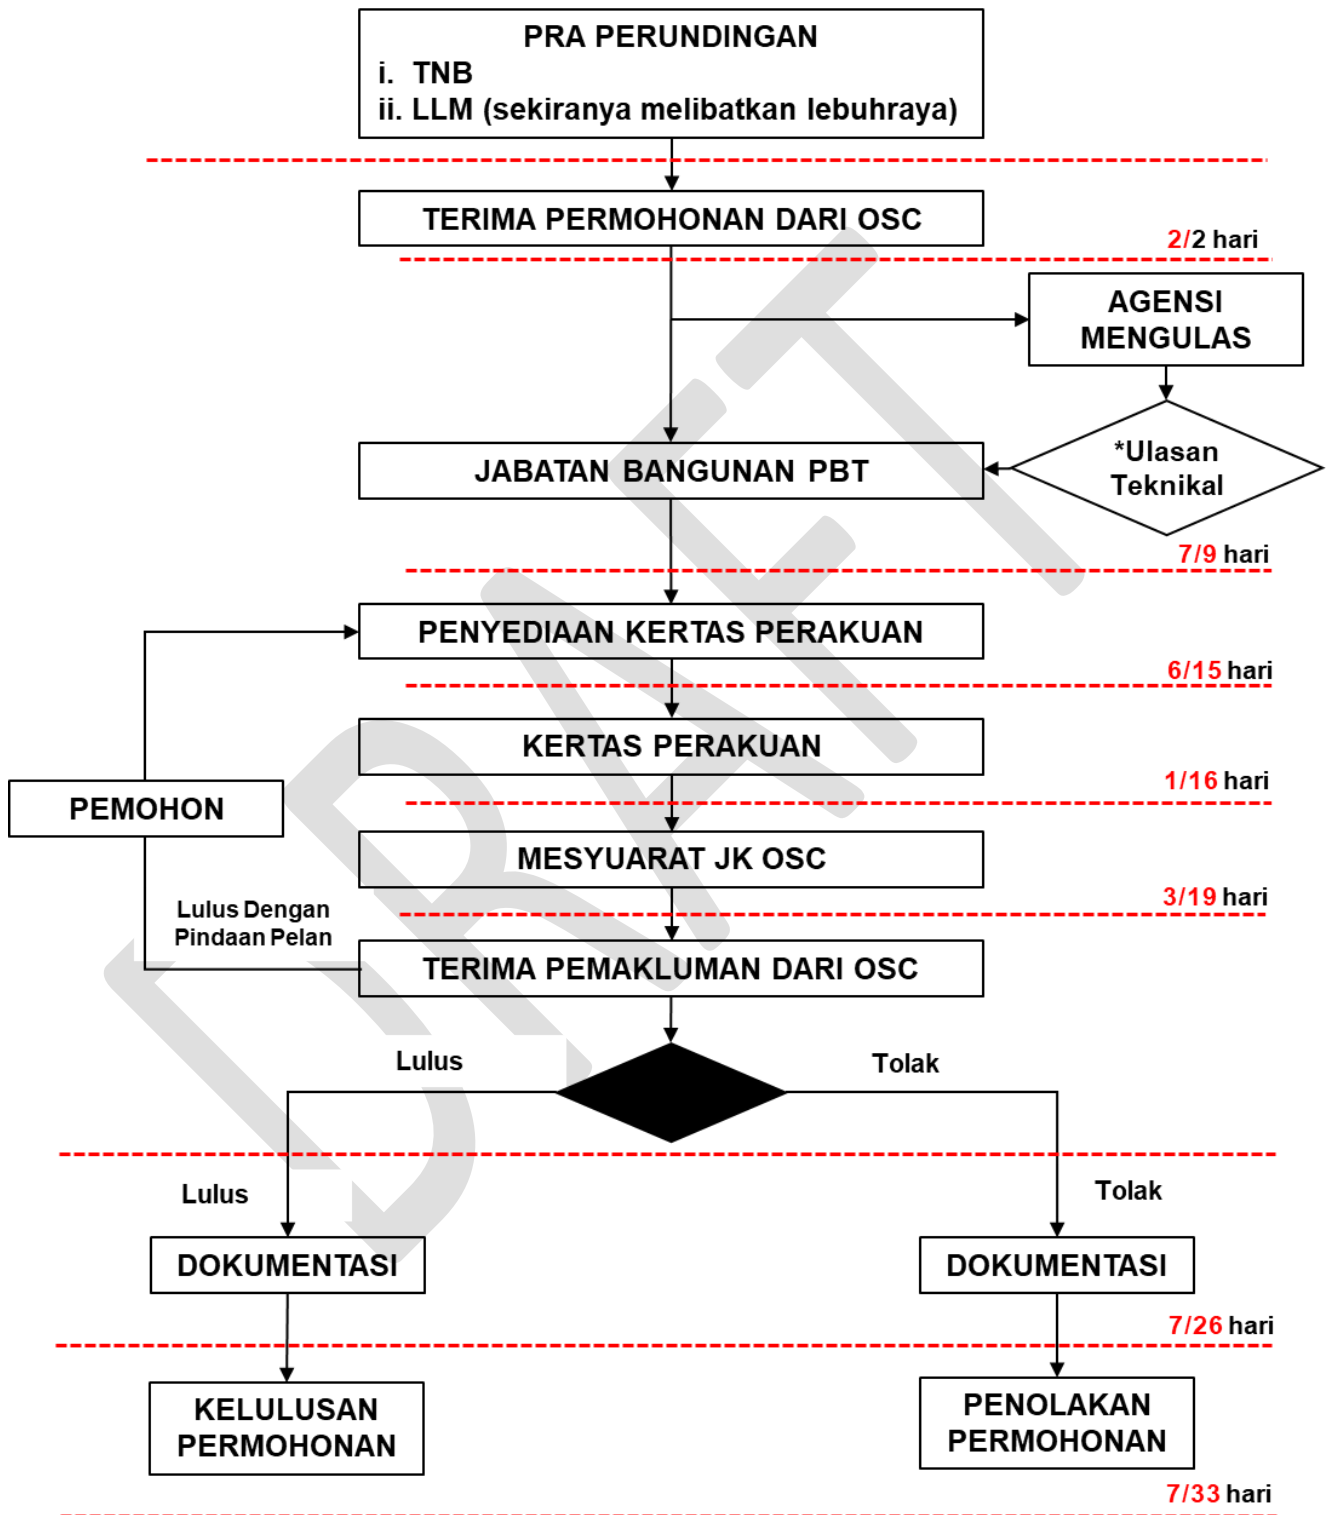 PRA PERUNDINGAN
i. TNB
ii. LLM (sekiranya melibatkan lebuhraya)
TERIMA PERMOHONAN DARI OSC
2/2 hari
AGENSI
MENGULAS
*Ulasan
Teknikal
JABATAN BANGUNAN PBT
7/9 hari
PENYEDIAAN KERTAS PERAKUAN
6/15 hari
KERTAS PERAKUAN
1/16 hari
PEMOHON
MESYUARAT JK OSC
3/19 hari
Lulus Dengan
Pindaan Pelan
TERIMA PEMAKLUMAN DARI OSC
Lulus
Tolak
Lulus
Tolak
DOKUMENTASI
DOKUMENTASI
7/26 hari
KELULUSAN
PERMOHONAN
PENOLAKAN
PERMOHONAN
7/33 hari
DRAFT